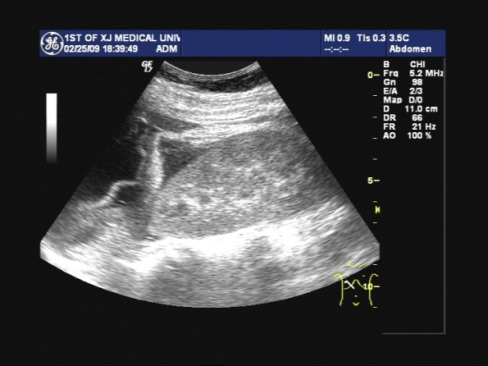 GE 1ST OF XJ MEDICAL UNIV
02/25/09 18:39:49 ADM
MI 0.9 TIs 0.3 3.5C
--:--:-- Abdomen
B CHI
Frq 5.2 MHz
Gn 98
E/A 2/3
Map D/0
D 11.0 cm
DR 66
FR 21 Hz
AO 100 %
0
5
10